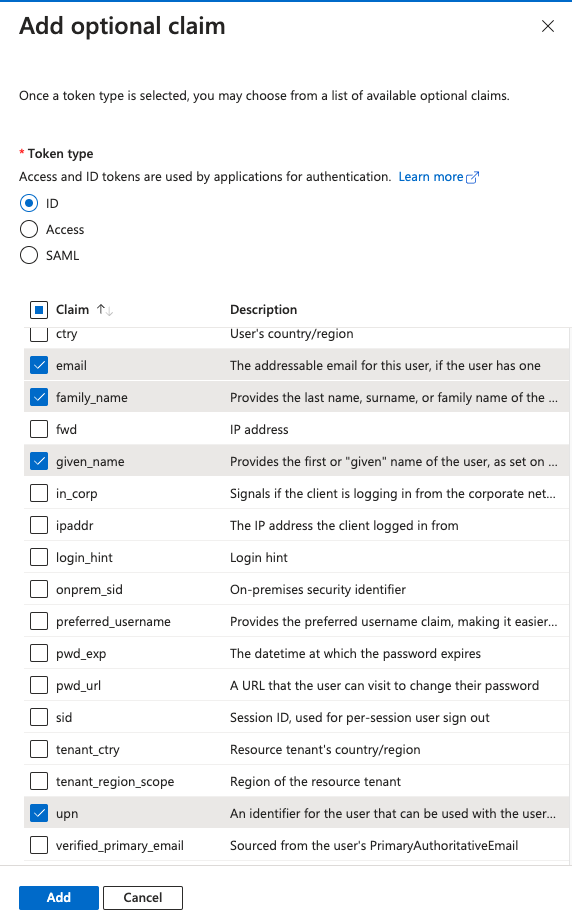 Add optional claim
Once a token type is selected, you may choose from a list of available optional claims.
* Token type
Access and ID tokens are used by applications for authentication. Learn more
ID
Access
SAML
Claim Description
ctry User's country/region
email The addressable email for this user, if the user has one
family_name Provides the last name, surname, or family name of the ...
fwd IP address
given_name Provides the first or "given" name of the user, as set on ...
in_corp Signals if the client is logging in from the corporate net...
ipaddr The IP address the client logged in from
login_hint Login hint
onprem_sid On-premises security identifier
preferred_username Provides the preferred username claim, making it easier...
pwd_exp The datetime at which the password expires
pwd_url A URL that the user can visit to change their password
sid Session ID, used for per-session user sign out
tenant_ctry Resource tenant's country/region
tenant_region_scope Region of the resource tenant
upn An identifier for the user that can be used with the user...
verified_primary_email Sourced from the user's PrimaryAuthoritativeEmail
Add Cancel